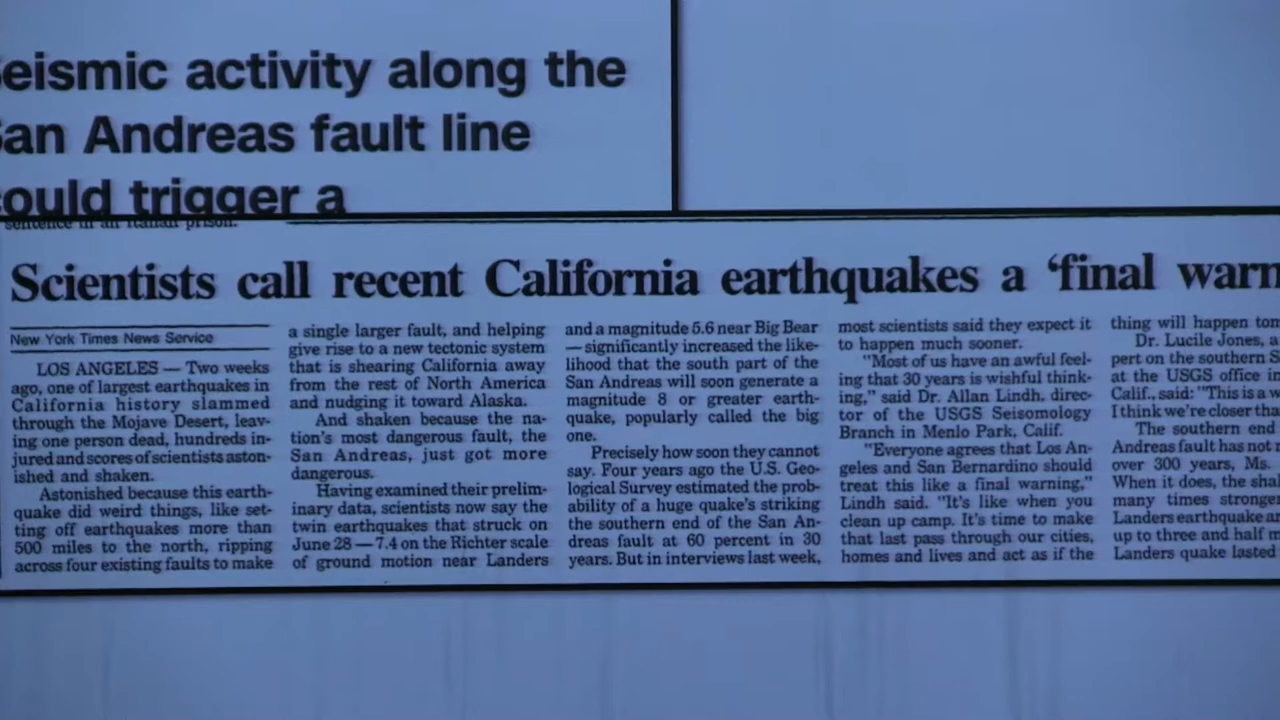 eismic activity along the
an Andreas fault line
ould trigger a
sentence in an Italian prison.
Scientists call recent California earthquakes a ‘final warn
New York Times News Service
LOS ANGELES — Two weeks
ago, one of largest earthquakes in
California history slammed
through the Mojave Desert, leav-
ing one person dead, hundreds in-
jured and scores of scientists aston-
ished and shaken.
Astonished because this earth-
quake did weird things, like set-
ting off earthquakes more than
500 miles to the north, ripping
across four existing faults to make
a single larger fault, and helping
give rise to a new tectonic system
that is shearing California away
from the rest of North America
and nudging it toward Alaska.
And shaken because the na-
tion's most dangerous fault, the
San Andreas, just got more
dangerous.
Having examined their prelim-
inary data, scientists now say the
twin earthquakes that struck on
June 28 — 7.4 on the Richter scale
of ground motion near Landers
and a magnitude 5.6 near Big Bear
— significantly increased the like-
lihood that the south part of the
San Andreas will soon generate a
magnitude 8 or greater earth-
quake, popularly called the big
one.
Precisely how soon they cannot
say. Four years ago the U.S. Geo-
logical Survey estimated the prob-
ability of a huge quake's striking
the southern end of the San An-
dreas fault at 60 percent in 30
years. But in interviews last week,
most scientists said they expect it
to happen much sooner.
"Most of us have an awful feel-
ing that 30 years is wishful think-
ing," said Dr. Allan Lindh, direc-
tor of the USGS Seismology
Branch in Menlo Park, Calif.
"Everyone agrees that Los An-
geles and San Bernardino should
treat this like a final warning,"
Lindh said. "It's like when you
clean up camp. It's time to make
that last pass through our cities,
homes and lives and act as if the
thing will happen ton
Dr. Lucile Jones, a
pert on the southern S
at the USGS office in
Calif., said: "This is a w
I think we're closer tha
The southern end
Andreas fault has not
over 300 years, Ms.
When it does, the shal
many times stronge
Landers earthquake an
up to three and half m
Landers quake lasted